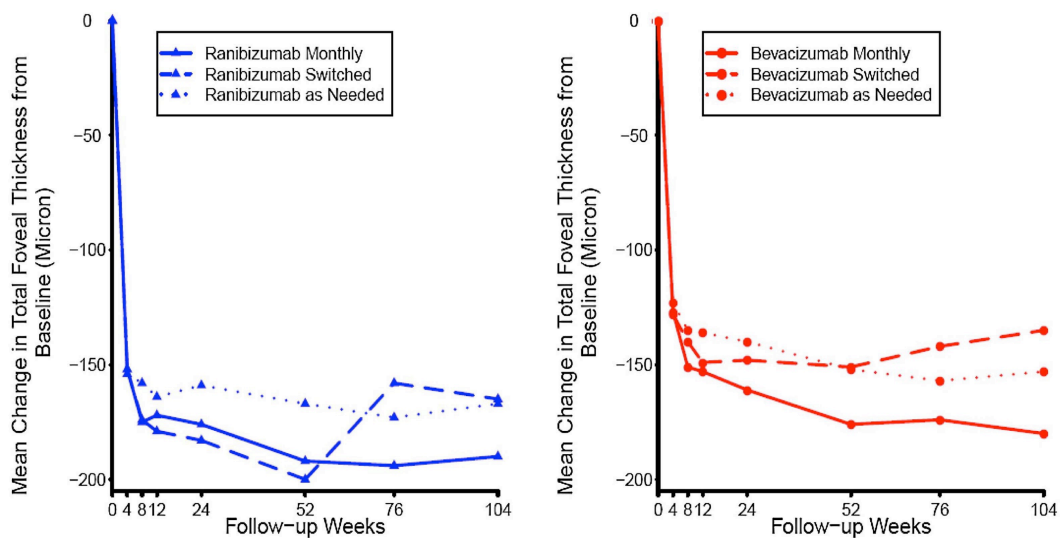 Mean Change in Total Foveal Thickness from
Baseline (Micron)
0
−50
−100
−150
−200
Ranibizumab Monthly
Ranibizumab Switched
Ranibizumab as Needed
0 4 8 12 24 52 76 104
Follow−up Weeks
Mean Change in Total Foveal Thickness from
Baseline (Micron)
0
−50
−100
−150
−200
Bevacizumab Monthly
Bevacizumab Switched
Bevacizumab as Needed
0 4 8 12 24 52 76 104
Follow−up Weeks